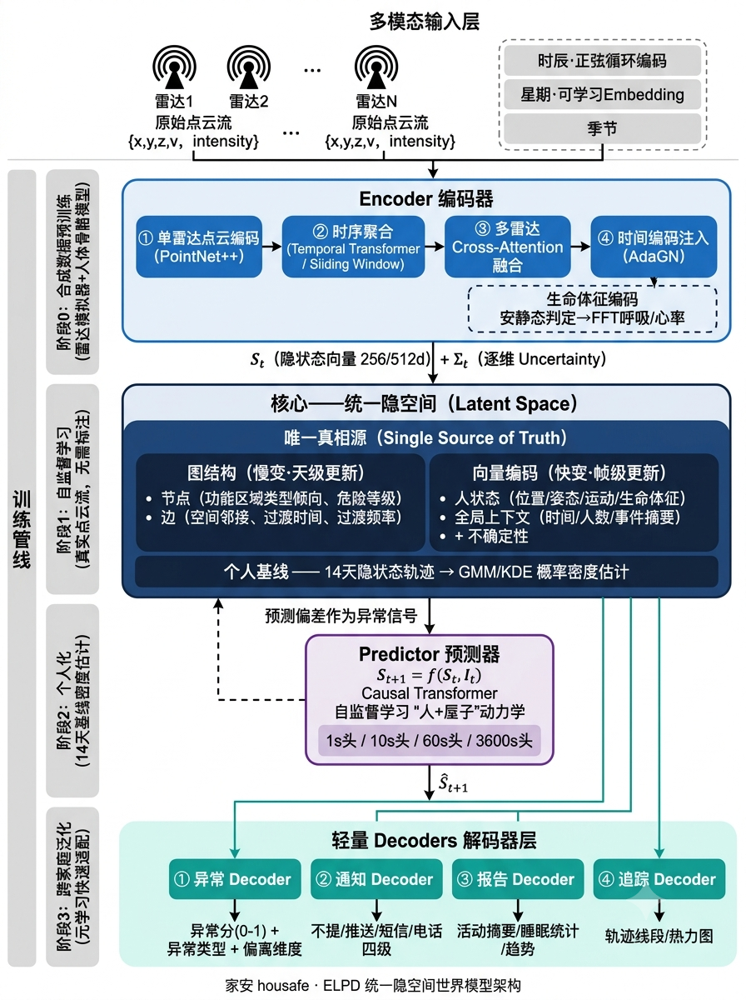 多模态输入层
雷达1
雷达2
...
雷达N
原始点云流
{x,y,z,v，intensity}
...
原始点云流
{x,y,z,v，intensity}
时辰·正弦循环编码
星期·可学习Embedding
季节
训练管线
阶段0：合成数据预训练
(雷达模拟器+人体骨骼模型)
阶段1：自监督学习
(真实点云流，无需标注)
阶段2：个人化
(14天基线密度估计)
阶段3：跨家庭泛化
(元学习快速适配)
Encoder 编码器
① 单雷达点云编码
(PointNet++)
② 时序聚合
(Temporal Transformer
/ Siiding Window)
③ 多雷达
Cross-Attention
融合
④ 时间编码注入
(AdaGN)
生命体征编码
安静态判定→FFT呼吸/心率
S_t（隐状态向量 256/512d）+ Σ_t（逐维 Uncertainty）
核心——统一隐空间（Latent Space）
唯一真相源（Single Source of Truth）
图结构（慢变·天级更新）
• 节点（功能区域类型倾向、危险等级）
• 边（空间邻接、过渡时间、过渡频率）
向量编码（快变·帧级更新）
• 人状态（位置/姿态/运动/生命体征）
• 全局上下文（时间/人数/事件摘要）
• + 不确定性
个人基线 —— 14天隐状态轨迹 → GMM/KDE 概率密度估计
预测偏差作为异常信号
Predictor 预测器
S_{t+1} = f(S_t, I_t)
Causal Transformer
自监督学习 "人+屋子"动力学
1s头 / 10s头 / 60s头 / 3600s头
Ŝ_{t+1}
轻量 Decoders 解码器层
① 异常 Decoder
② 通知 Decoder
③ 报告 Decoder
④ 追踪 Decoder
异常分(0-1) +
异常类型 + 偏离维度
不提/推送/短信/电话
四级
活动摘要/睡眠统计
/趋势
轨迹线段/热力图
家安 housafe · ELPD 统一隐空间世界模型架构